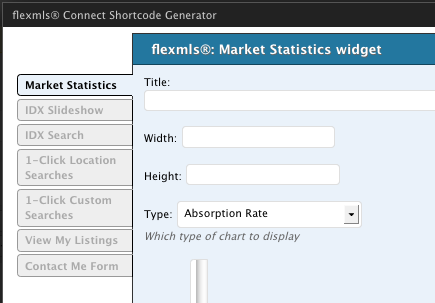 flexmls® Connect Shortcode Generator
flexmls®: Market Statistics widget
Market Statistics
IDX Slideshow
IDX Search
1-Click Location
Searches
1-Click Custom
Searches
View My Listings
Contact Me Form
Title:
Width:
Height:
Type: Absorption Rate
Which type of chart to display